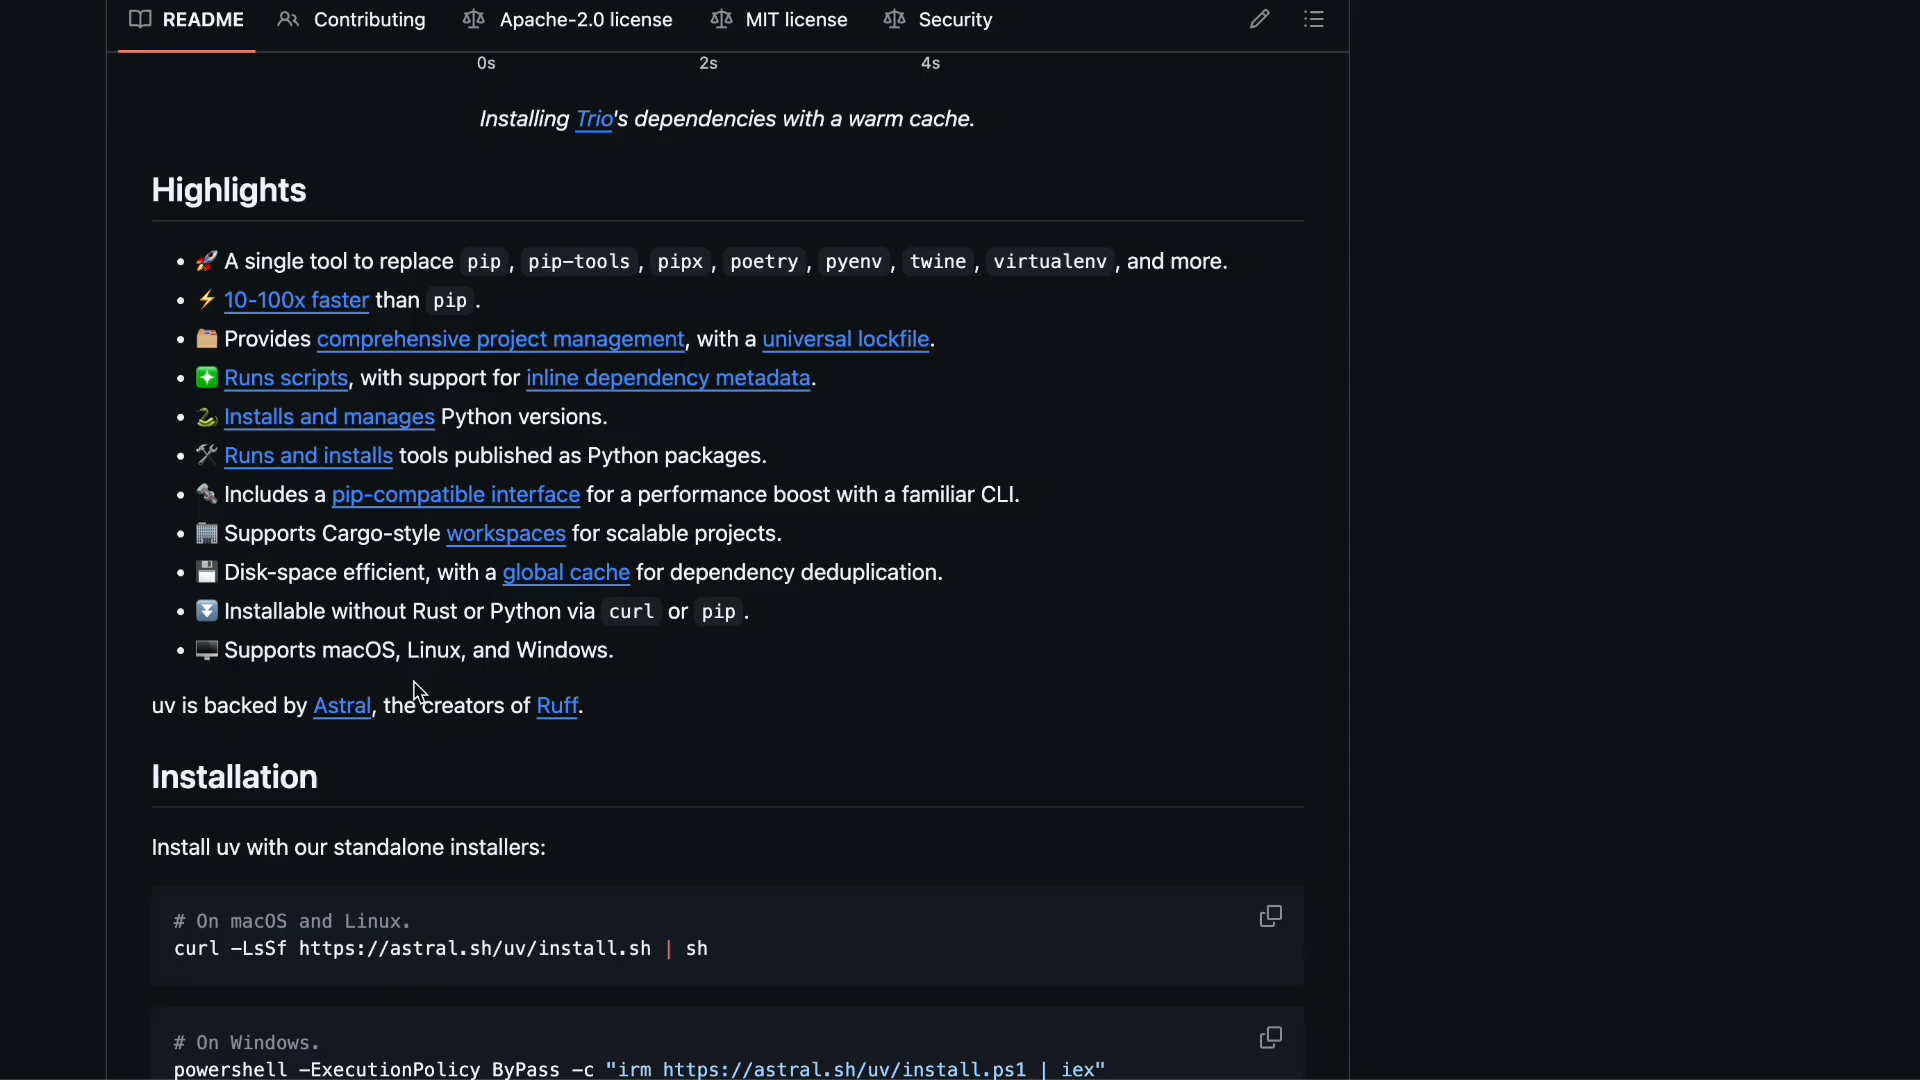 README Contributing Apache-2.0 license MIT license Security
0s 2s 4s
Installing Trio's dependencies with a warm cache.
Highlights
• 🚀 A single tool to replace pip, pip-tools, pipx, poetry, pyenv, twine, virtualenv, and more.
• ⚡ 10-100x faster than pip.
• 🗂️ Provides comprehensive project management, with a universal lockfile.
• ❇️ Runs scripts, with support for inline dependency metadata.
• 🐍 Installs and manages Python versions.
• 🛠️ Runs and installs tools published as Python packages.
• 🔩 Includes a pip-compatible interface for a performance boost with a familiar CLI.
• 🏢 Supports Cargo-style workspaces for scalable projects.
• 💾 Disk-space efficient, with a global cache for dependency deduplication.
• ⏬ Installable without Rust or Python via curl or pip.
• 🖥️ Supports macOS, Linux, and Windows.
uv is backed by Astral, the creators of Ruff.
Installation
Install uv with our standalone installers:
# On macOS and Linux.
curl -LsSf https://astral.sh/uv/install.sh | sh
# On Windows.
powershell -ExecutionPolicy ByPass -c "irm https://astral.sh/uv/install.ps1 | iex"